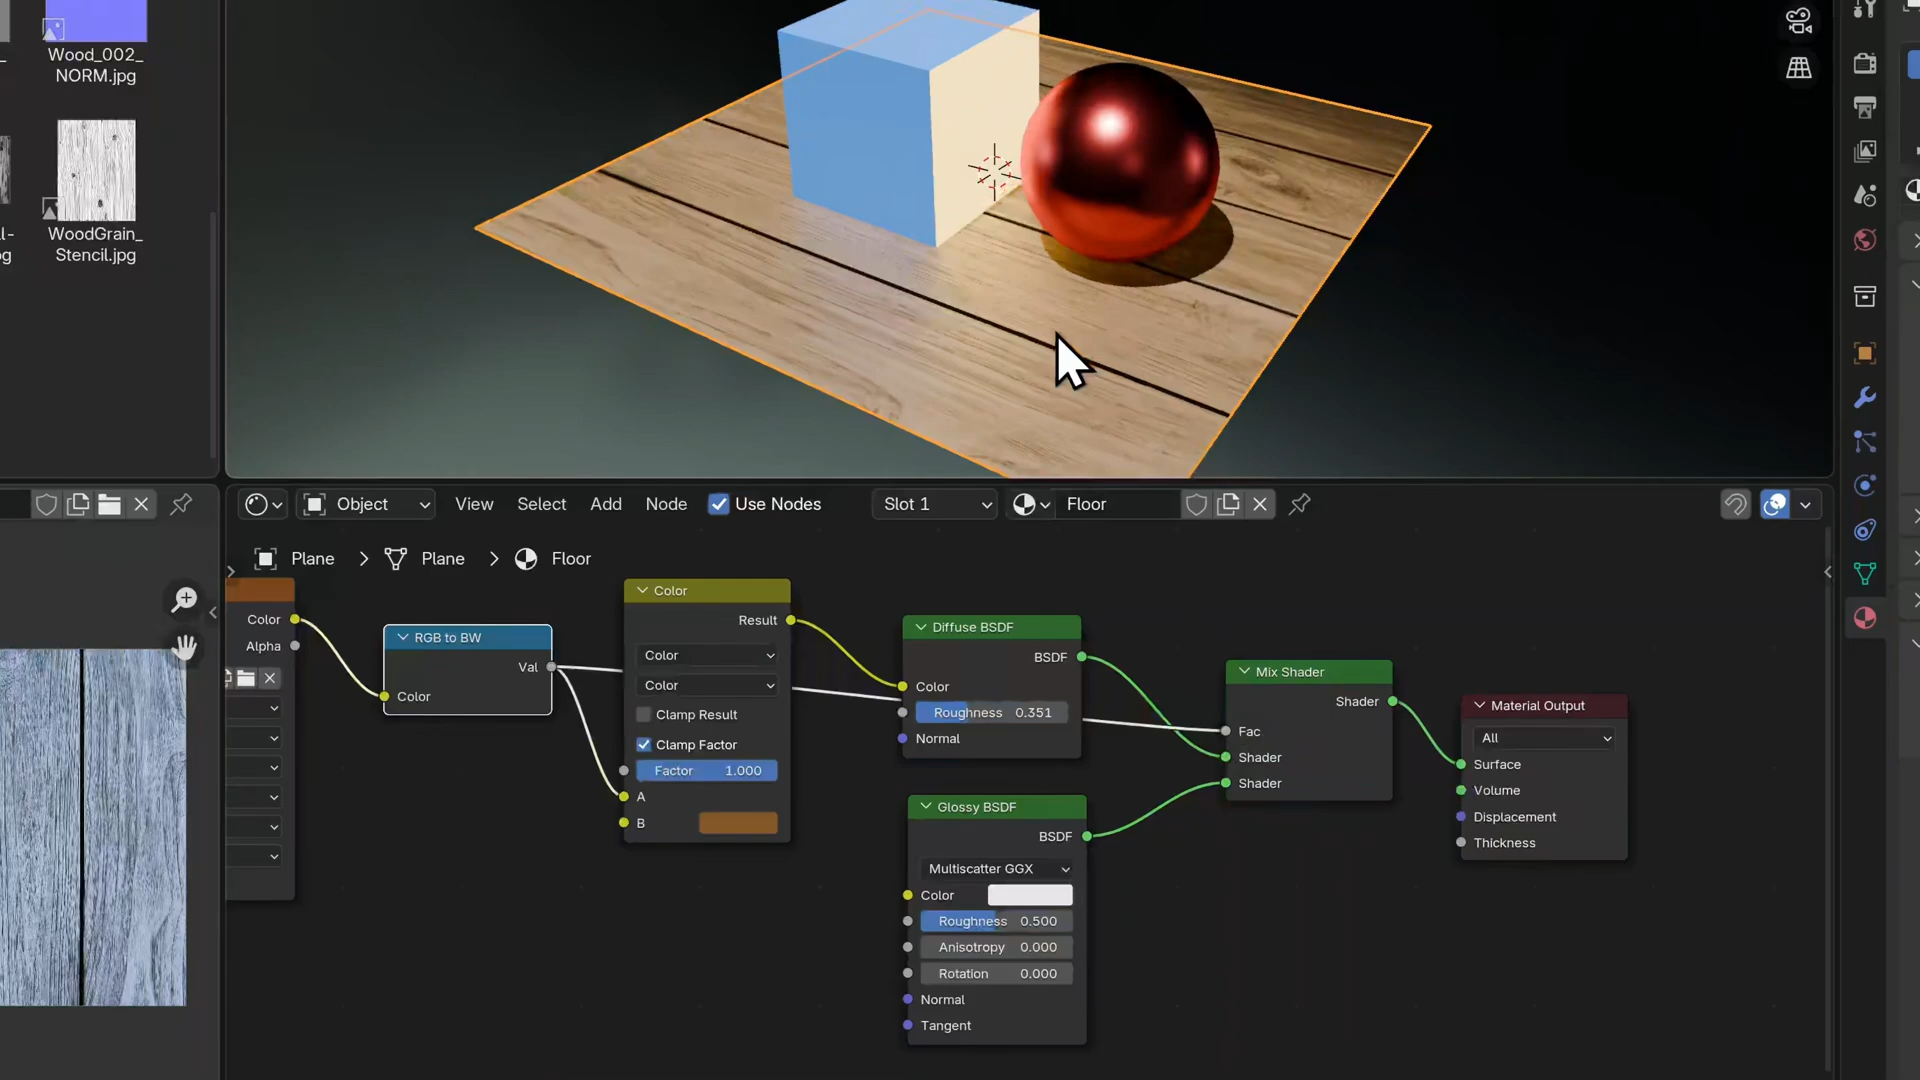 Wood_002_
NORM.jpg
WoodGrain_
Stencil.jpg
Object
View
Select
Add
Node
Use Nodes
Slot 1
Floor
Plane
Plane
Floor
Color
Alpha
RGB to BW
Val
Color
Color
Result
Color
Color
Clamp Result
Clamp Factor
Factor 1.000
A
B
Diffuse BSDF
BSDF
Color
Roughness 0.351
Normal
Glossy BSDF
BSDF
Multiscatter GGX
Color
Roughness 0.500
Anisotropy 0.000
Rotation 0.000
Normal
Tangent
Mix Shader
Shader
Fac
Shader
Shader
Material Output
All
Surface
Volume
Displacement
Thickness